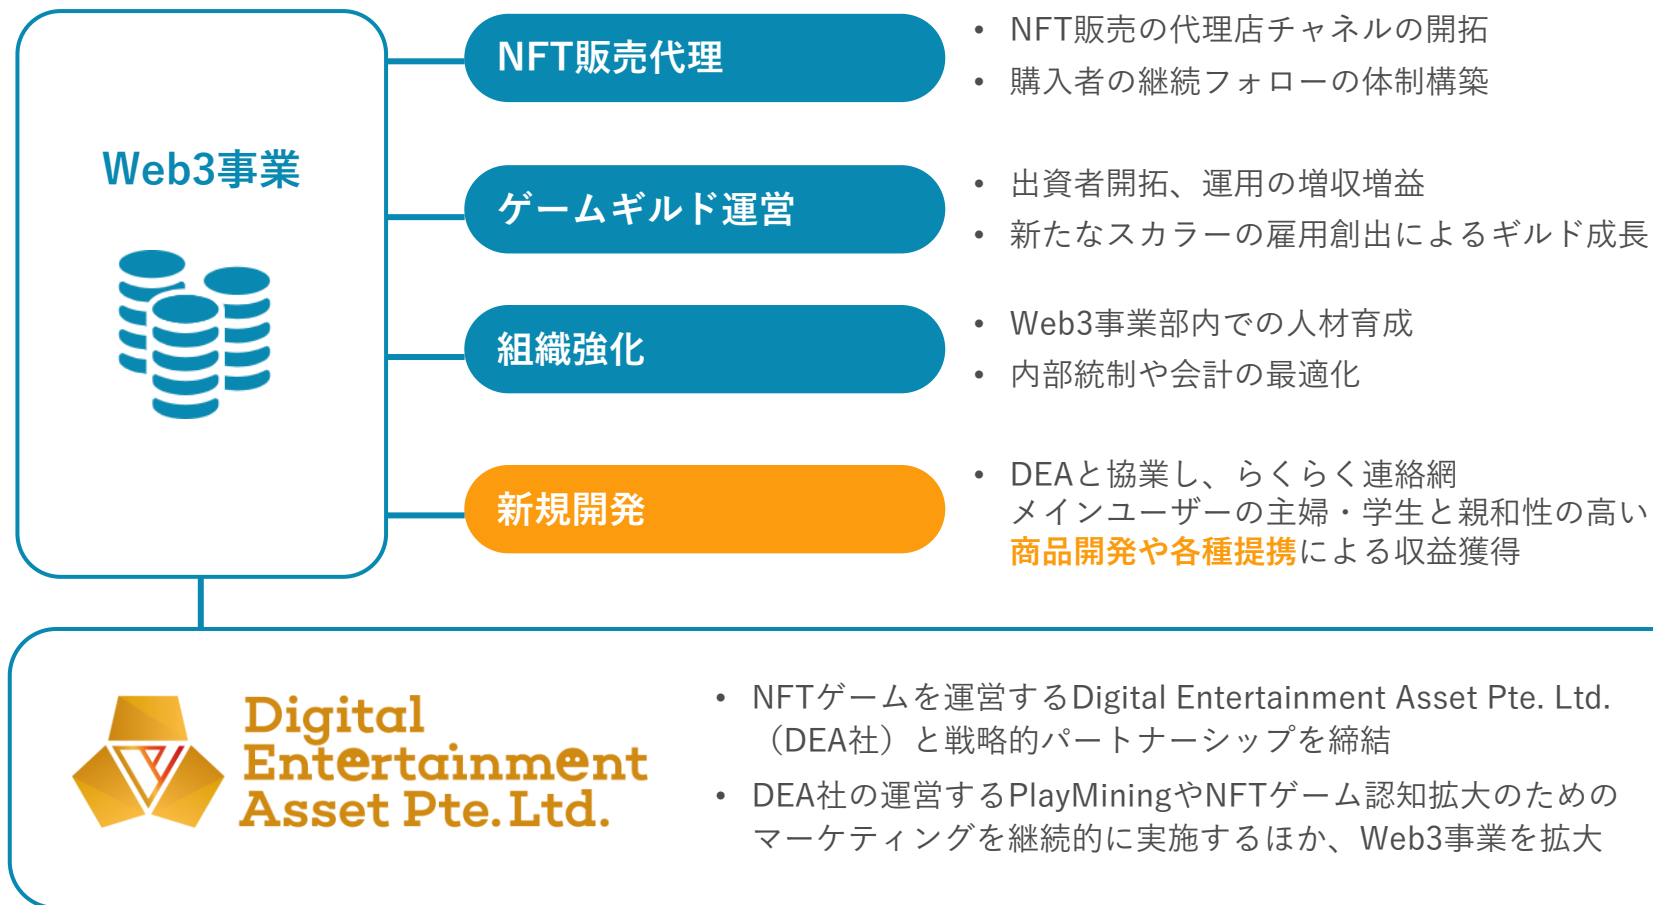 Web3事業
NFT販売代理
• NFT販売の代理店チャネルの開拓
• 購入者の継続フォローの体制構築
ゲームギルド運営
• 出資者開拓、運用の増収増益
• 新たなスカラーの雇用創出によるギルド成長
組織強化
• Web3事業部内での人材育成
• 内部統制や会計の最適化
新規開発
• DEAと協業し、らくらく連絡網
メインユーザーの主婦・学生と親和性の高い
商品開発や各種提携による収益獲得
Digital
Entertainment
Asset Pte.Ltd.
• NFTゲームを運営するDigital Entertainment Asset Pte. Ltd.
（DEA社）と戦略的パートナーシップを締結
• DEA社の運営するPlayMiningやNFTゲーム認知拡大のための
マーケティングを継続的に実施するほか、Web3事業を拡大